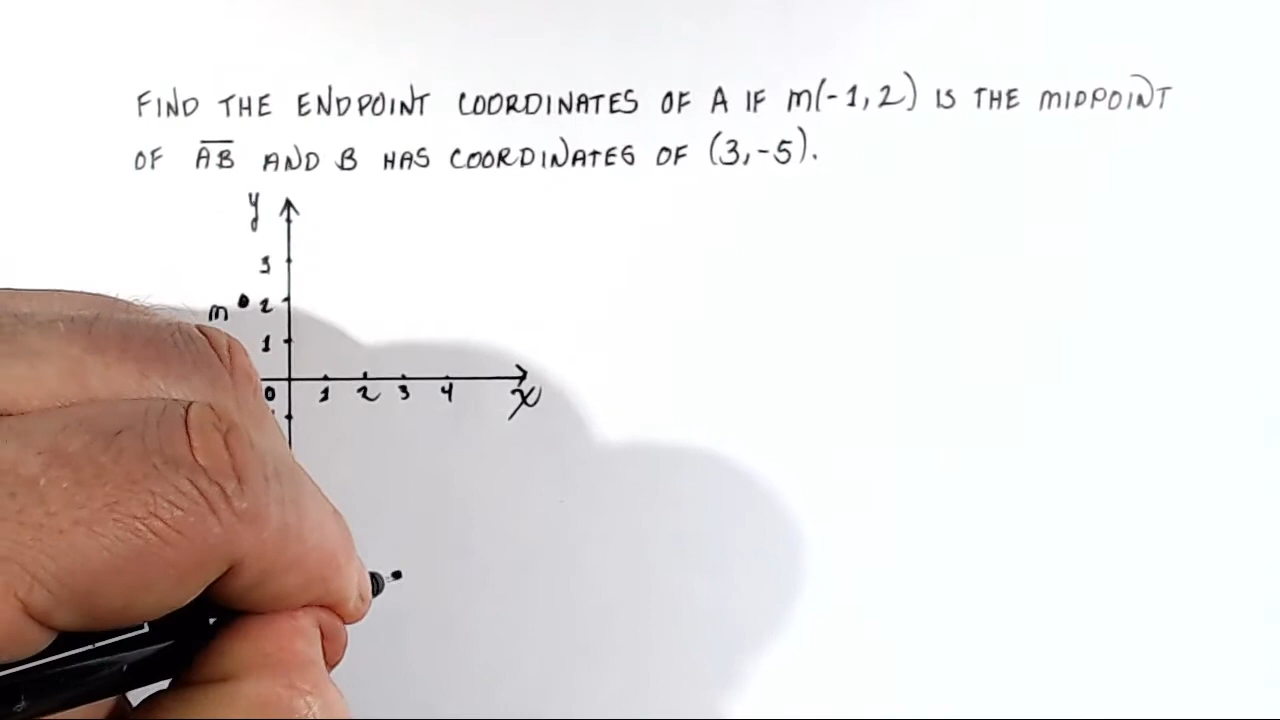 FIND THE ENDPOINT COORDINATES OF A IF m(-1,2) IS THE MIDPOINT
OF AB AND B HAS COORDINATES OF (3,-5).
y
3
m 2
1
0 1 2 3 4 x